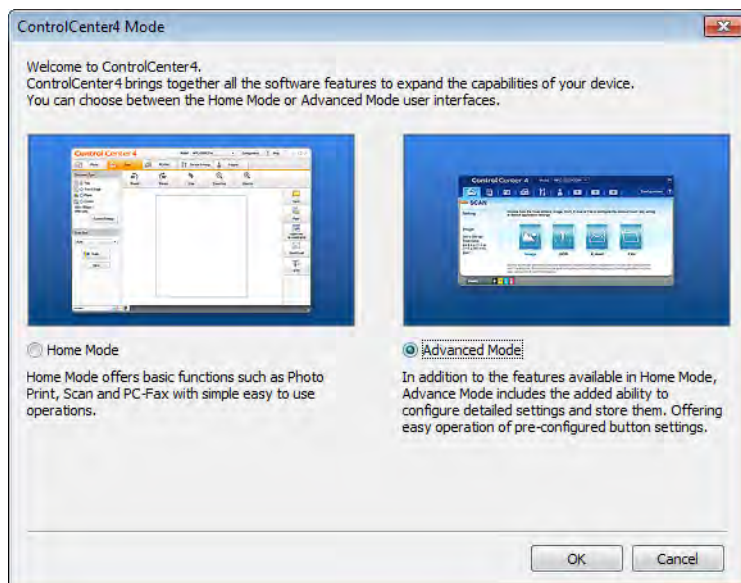 ControlCenter4 Mode
Welcome to ControlCenter4.
ControlCenter4 brings together all the software features to expand the capabilities of your device.
You can choose between the Home Mode or Advanced Mode user interfaces.
Control Center 4
Control Center 4
SCAN
Home Mode
Home Mode offers basic functions such as Photo
Print, Scan and PC-Fax with simple easy to use
operations.
Advanced Mode
In addition to the features available in Home Mode,
Advance Mode includes the added ability to
configure detailed settings and store them. Offering
easy operation of pre-configured button settings.
OK
Cancel